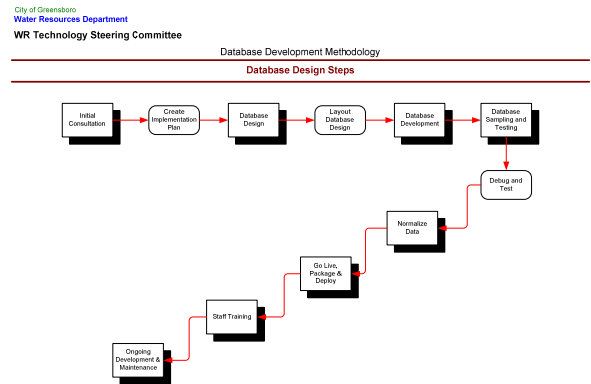 City of Greensboro
Water Resources Department
WR Technology Steering Committee
Database Development Methodology
Database Design Steps
Initial
Consultation
Create
Implementation
Plan
Database
Design
Layout
Database
Design
Database
Development
Database
Sampling and
Testing
Debug and
Test
Normalize
Data
Go Live,
Package &
Deploy
Staff Training
Ongoing
Development &
Maintenance